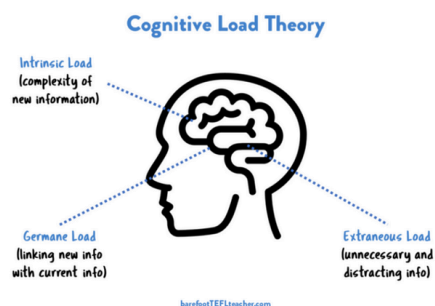 Cognitive Load Theory
Intrinsic Load
(complexity of
new information)
Germane Load
(linking new info
with current info)
Extraneous Load
(unnecessary and
distracting info)
barefootTEFLteacher.com